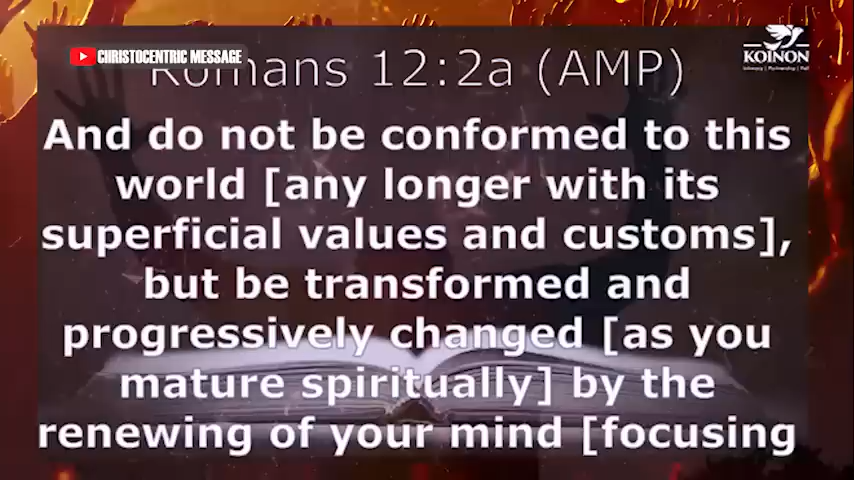 CHRISTOCENTRIC MESSAGE
KOINONIA
Romans 12:2a (AMP)
And do not be conformed to this
world [any longer with its
superficial values and customs],
but be transformed and
progressively changed [as you
mature spiritually] by the
renewing of your mind [focusing